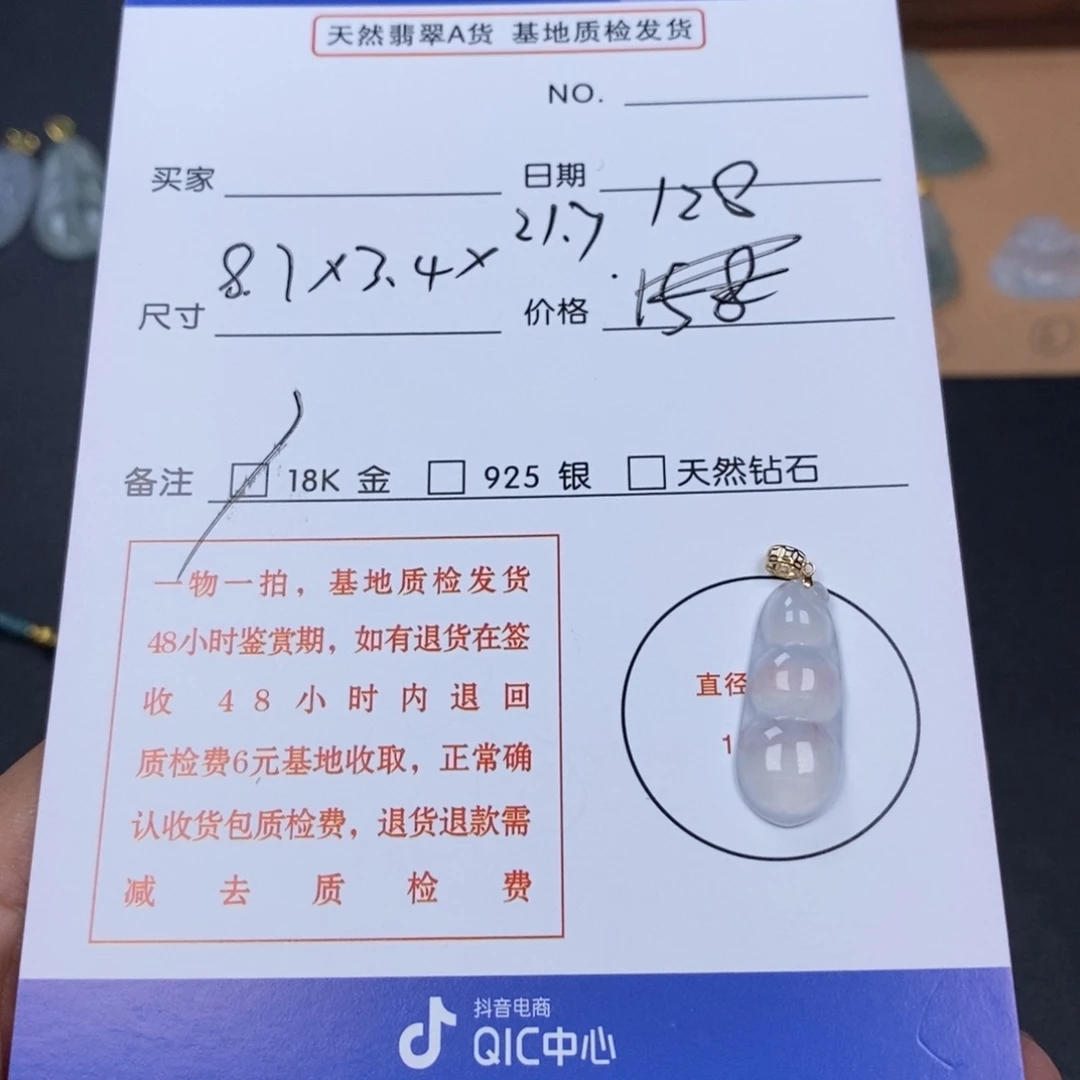 天然翡翠A货 基地质检发货
NO.
买家 日期 128
尺寸 8.7×3.4×21.7 价格 158
备注 18K 金 925 银 天然钻石
一物一拍，基地质检发货
48小时鉴赏期，如有退货在签
收48小时内退回
质检费6元基地收取，正常确
认收货包质检费，退货退款需
减去质检费
直径
1
抖音电商
QIC中心